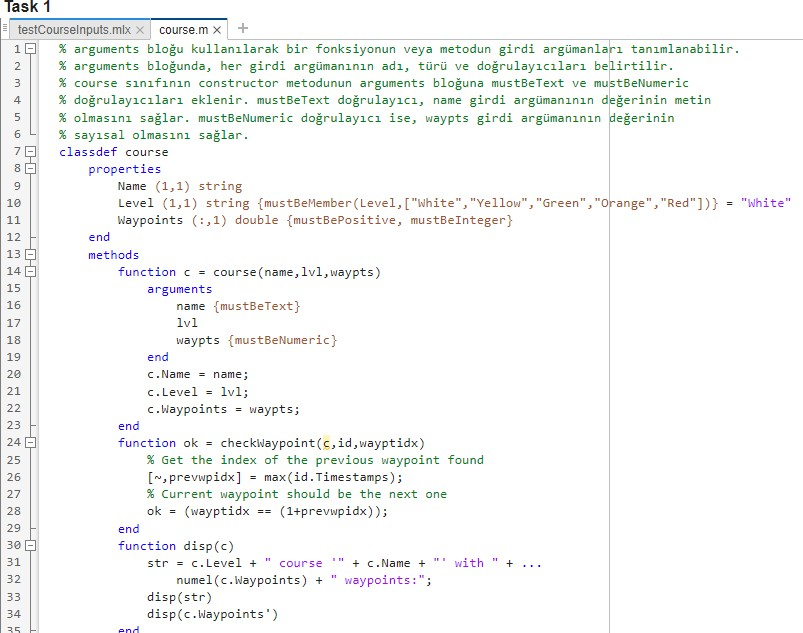 Task 1
testCourseInputs.mlx × course.m × +
1 % arguments bloğu kullanılarak bir fonksiyonun veya metodun girdi argümanları tanımlanabilir.
2 % arguments bloğunda, her girdi argümanının adı, türü ve doğrulayıcıları belirtilir.
3 % course sınıfının constructor metodunun arguments bloğuna mustBeText ve mustBeNumeric
4 % doğrulayıcıları eklenir. mustBeText doğrulayıcı, name girdi argümanının değerinin metin
5 % olmasını sağlar. mustBeNumeric doğrulayıcı ise, waypts girdi argümanının değerinin
6 % sayısal olmasını sağlar.
7 classdef course
8 properties
9 Name (1,1) string
10 Level (1,1) string {mustBeMember(Level,["White","Yellow","Green","Orange","Red"])} = "White"
11 Waypoints (:,1) double {mustBePositive, mustBeInteger}
12 end
13 methods
14 function c = course(name,lvl,waypts)
15 arguments
16 name {mustBeText}
17 lvl
18 waypts {mustBeNumeric}
19 end
20 c.Name = name;
21 c.Level = lvl;
22 c.Waypoints = waypts;
23 end
24 function ok = checkWaypoint(c,id,wayptidx)
25 % Get the index of the previous waypoint found
26 [~,prevwpidx] = max(id.Timestamps);
27 % Current waypoint should be the next one
28 ok = (wayptidx == (1+prevwpidx));
29 end
30 function disp(c)
31 str = c.Level + " course '" + c.Name + "' with " + ...
32 numel(c.Waypoints) + " waypoints:";
33 disp(str)
34 disp(c.Waypoints')
35 end